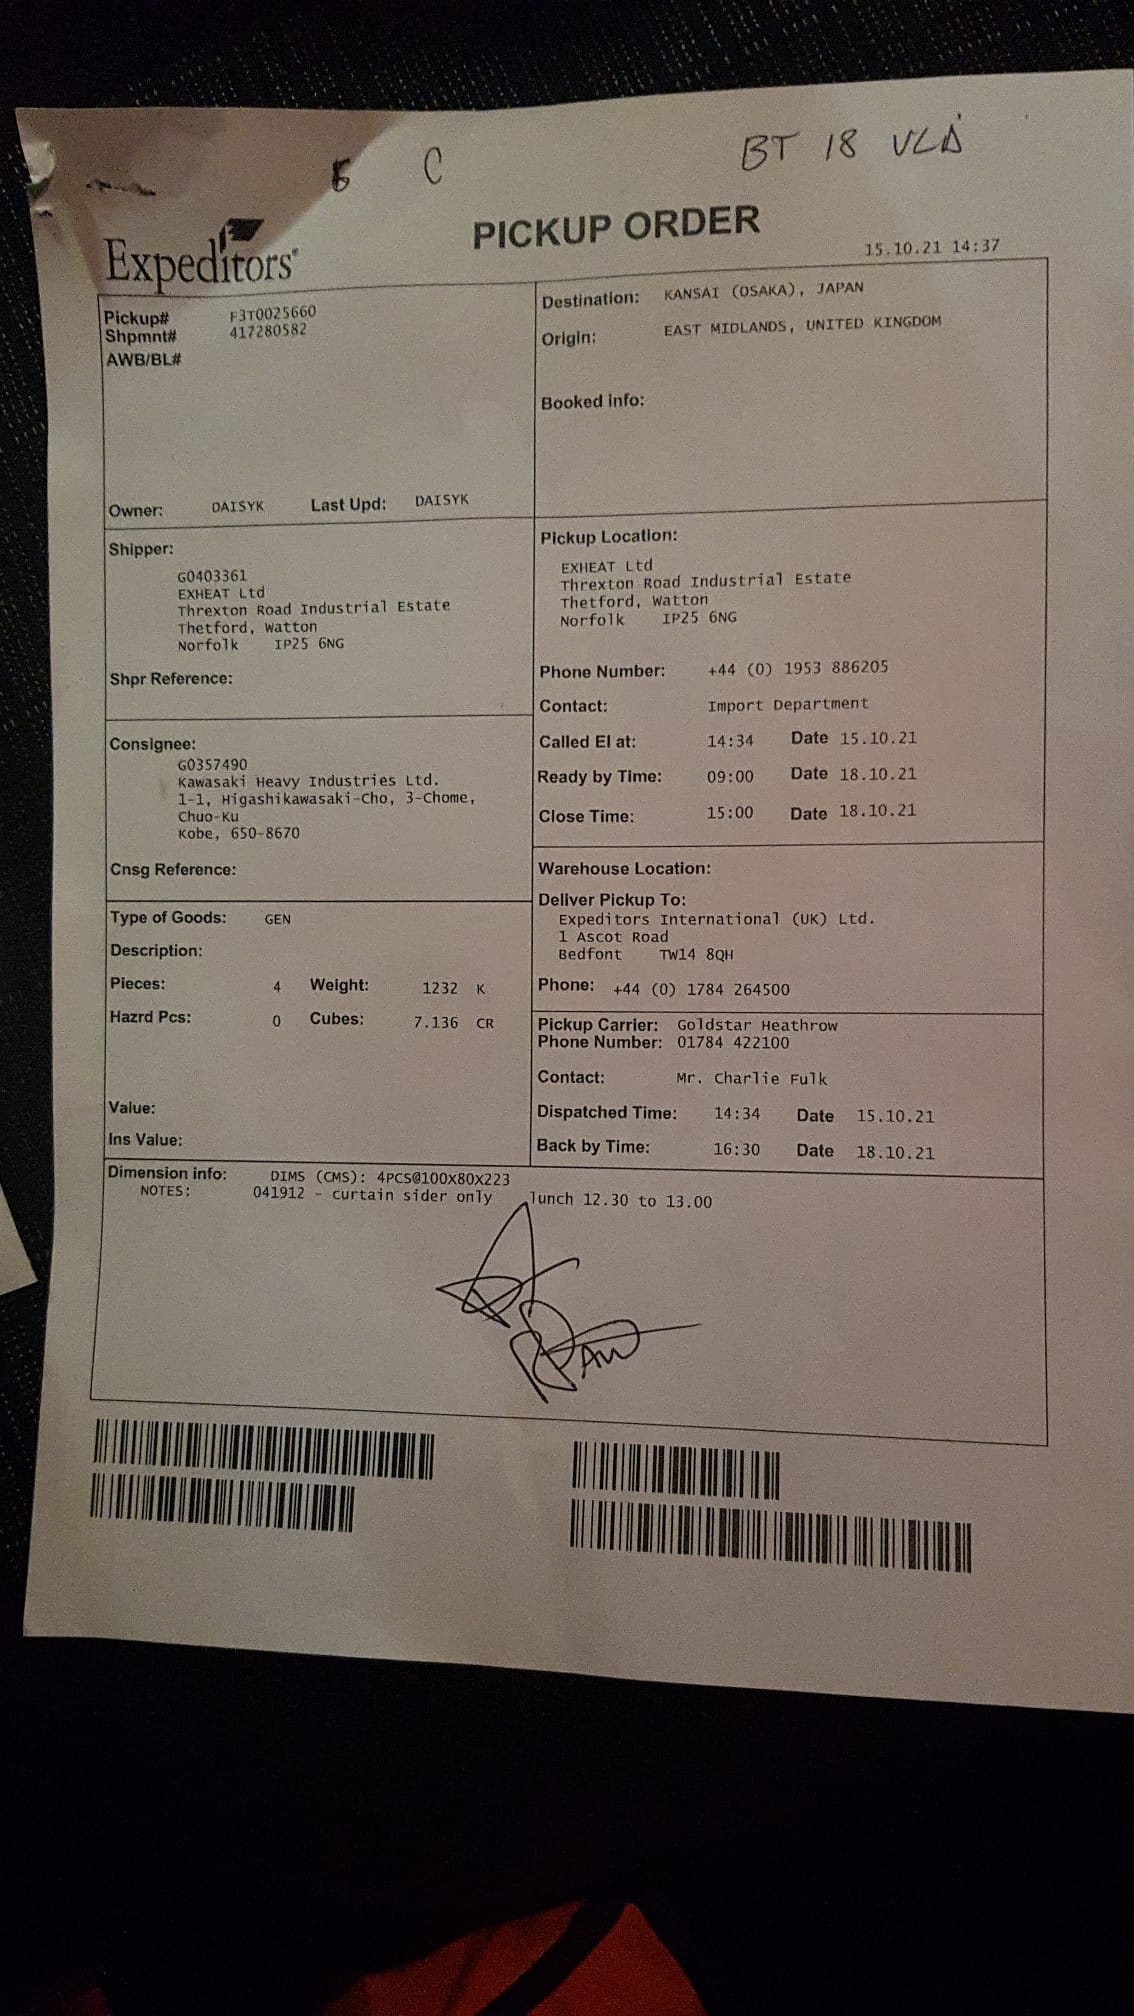 BT 18 VLA
C
Expeditors®
PICKUP ORDER
15.10.21 14:37
Pickup# F3T0025660
Shpmnt# 417280582
AWB/BL#
Owner: DAISYK Last Upd: DAISYK
Destination: KANSAI (OSAKA), JAPAN
Origin: EAST MIDLANDS, UNITED KINGDOM
Booked info:
Shipper:
G0403361
EXHEAT Ltd
Threxton Road Industrial Estate
Thetford, Watton
Norfolk IP25 6NG
Shpr Reference:
Pickup Location:
EXHEAT Ltd
Threxton Road Industrial Estate
Thetford, Watton
Norfolk IP25 6NG
Phone Number: +44 (0) 1953 886205
Contact: Import Department
Called EI at: 14:34 Date 15.10.21
Ready by Time: 09:00 Date 18.10.21
Close Time: 15:00 Date 18.10.21
Consignee:
G0357490
Kawasaki Heavy Industries Ltd.
1-1, Higashikawasaki-Cho, 3-Chome,
Chuo-Ku
Kobe, 650-8670
Cnsg Reference:
Warehouse Location:
Deliver Pickup To:
Expeditors International (UK) Ltd.
1 Ascot Road
Bedfont TW14 8QH
Phone: +44 (0) 1784 264500
Type of Goods: GEN
Description:
Pieces: 4 Weight: 1232 K
Hazrd Pcs: 0 Cubes: 7.136 CR
Value:
Ins Value:
Pickup Carrier: Goldstar Heathrow
Phone Number: 01784 422100
Contact: Mr. Charlie Fulk
Dispatched Time: 14:34 Date 15.10.21
Back by Time: 16:30 Date 18.10.21
Dimension info: DIMS (CMS): 4PCS@100X80X223
NOTES: 041912 - curtain sider only lunch 12.30 to 13.00